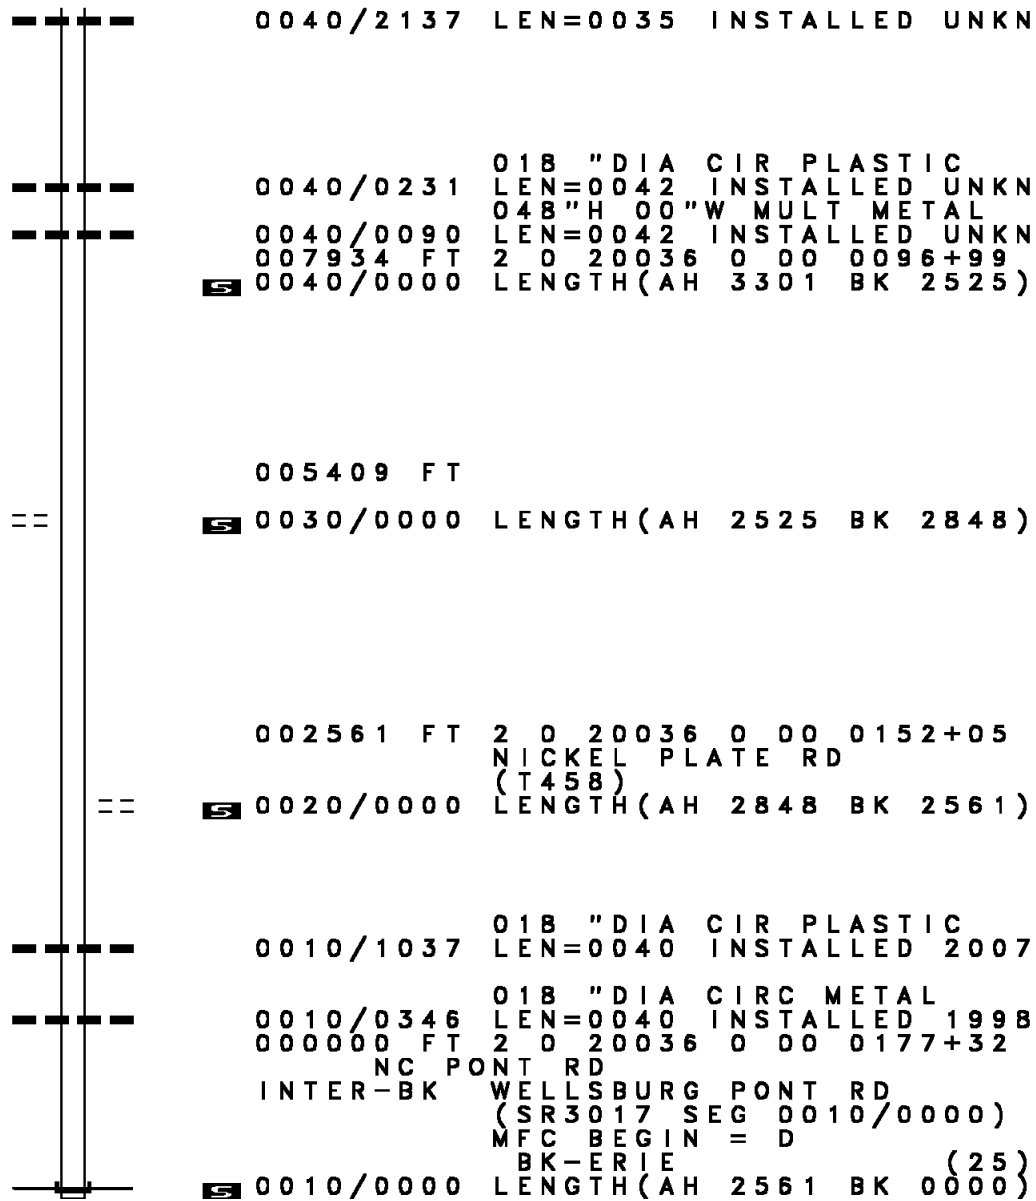 0040/2137 LEN=0035 INSTALLED UNKN
018 "DIA CIR PLASTIC
0040/0231 LEN=0042 INSTALLED UNKN
048"H 00"W MULT METAL
0040/0090 LEN=0042 INSTALLED UNKN
007934 FT 2 0 20036 0 00 0096+99
S 0040/0000 LENGTH(AH 3301 BK 2525)
005409 FT
S 0030/0000 LENGTH(AH 2525 BK 2848)
002561 FT 2 0 20036 0 00 0152+05
NICKEL PLATE RD
(T458)
S 0020/0000 LENGTH(AH 2848 BK 2561)
018 "DIA CIR PLASTIC
0010/1037 LEN=0040 INSTALLED 2007
018 "DIA CIRC METAL
0010/0346 LEN=0040 INSTALLED 1998
000000 FT 2 0 20036 0 00 0177+32
NC PONT RD
INTER-BK WELLSBURG PONT RD
(SR3017 SEG 0010/0000)
MFC BEGIN = D
BK-ERIE (25)
S 0010/0000 LENGTH(AH 2561 BK 0000)